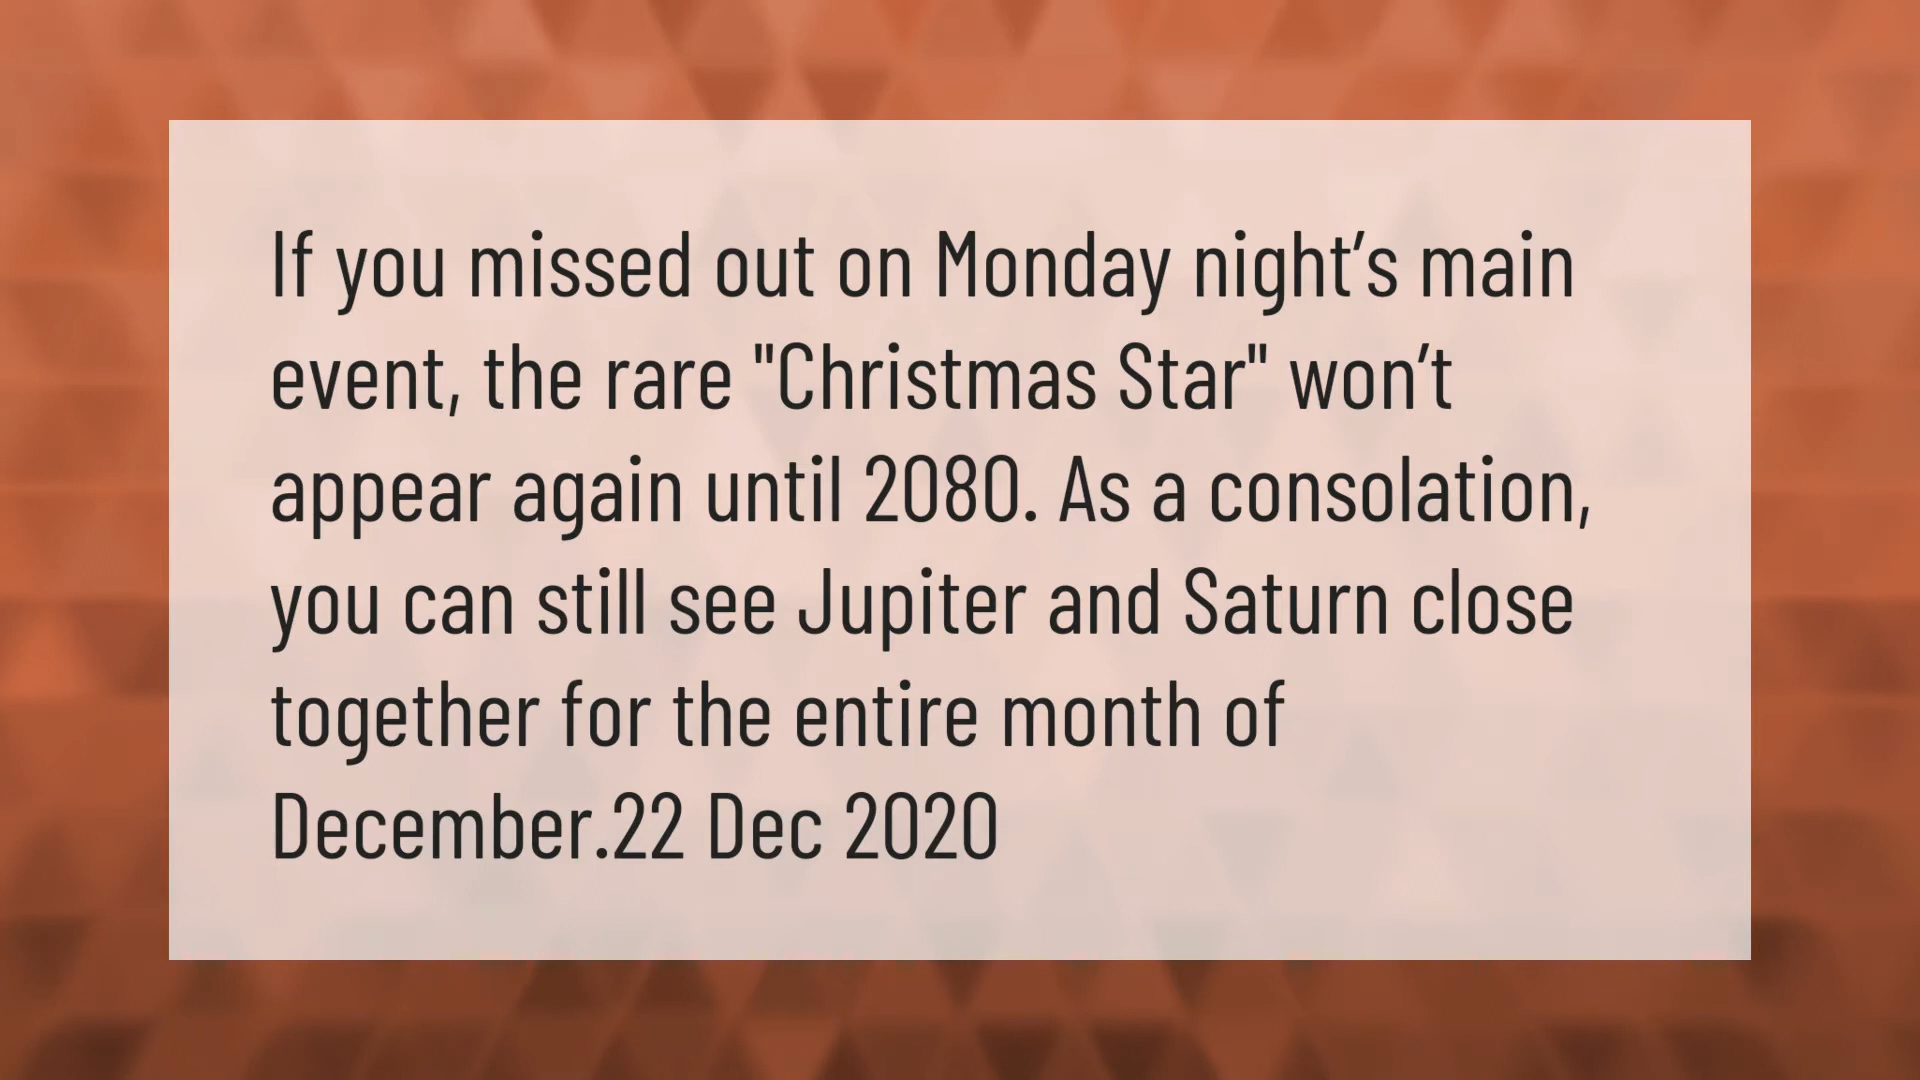 If you missed out on Monday night’s main
event, the rare "Christmas Star" won’t
appear again until 2080. As a consolation,
you can still see Jupiter and Saturn close
together for the entire month of
December.22 Dec 2020